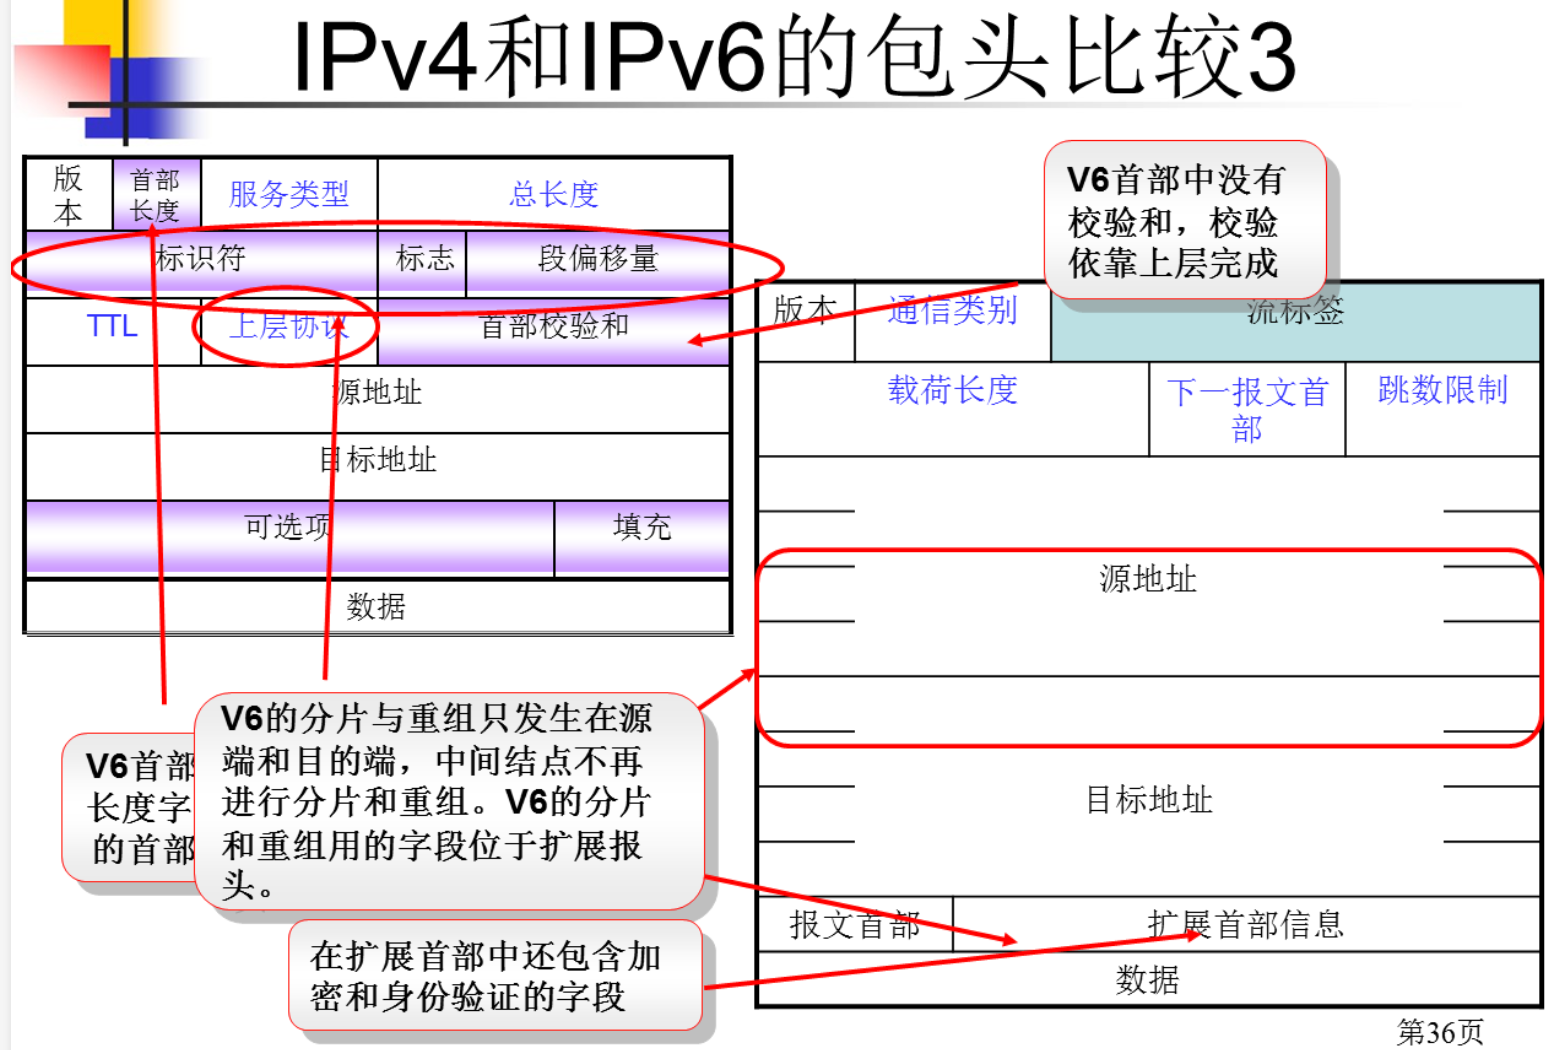 IPv4和IPv6的包头比较3
版
本
首部
长度
服务类型
总长度
标识符
标志
段偏移量
TTL
上层协议
首部校验和
源地址
目标地址
可选项
填充
数据
V6首部中没有
校验和，校验
依靠上层完成
版本
通信类别
流标签
载荷长度
下一报文首
部
跳数限制
源地址
目标地址
报文首部
扩展首部信息
数据
V6首部
长度字
的首部
V6的分片与重组只发生在源
端和目的端，中间结点不再
进行分片和重组。V6的分片
和重组用的字段位于扩展报
头。
在扩展首部中还包含加
密和身份验证的字段
第36页